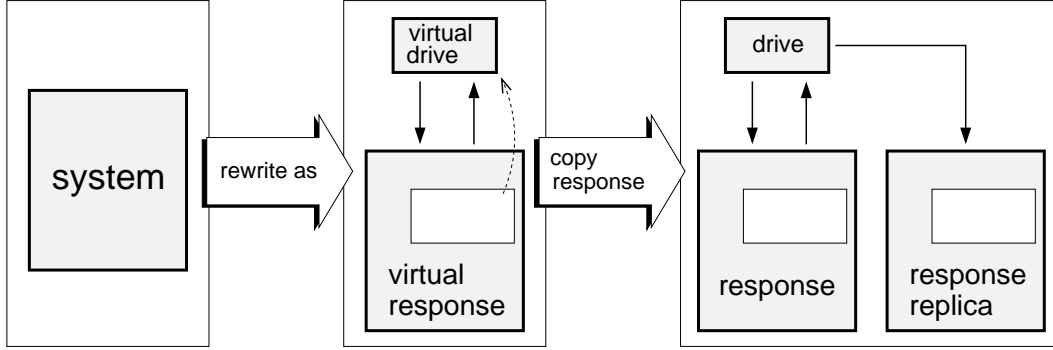 system
rewrite as
virtual
drive
virtual
response
copy
response
drive
response
response
replica